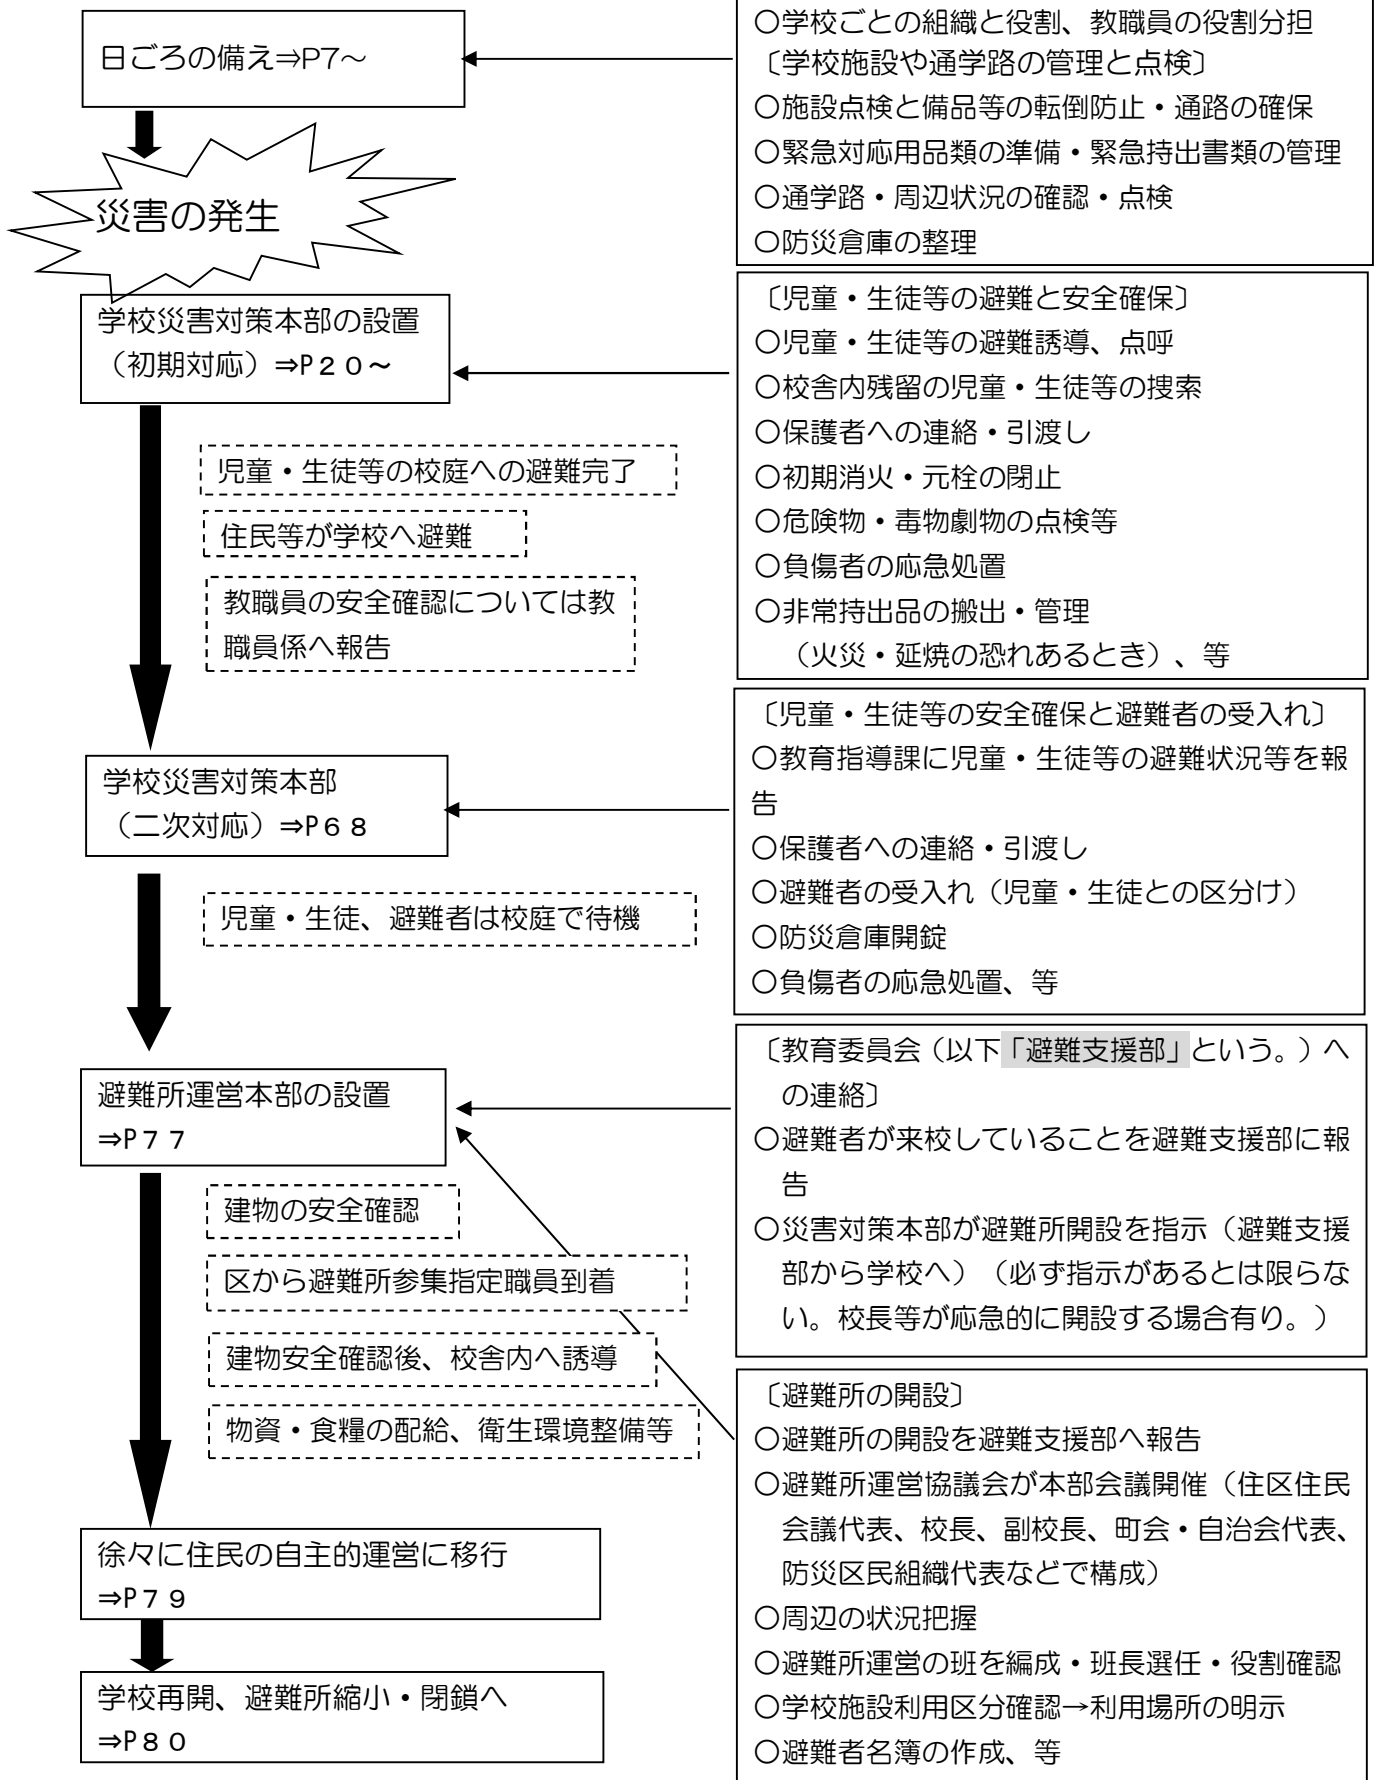 日ごろの備え⇒P7～
災害の発生
学校災害対策本部の設置
（初期対応）⇒P２０～
児童・生徒等の校庭への避難完了
住民等が学校へ避難
教職員の安全確認については教
職員係へ報告
学校災害対策本部
（二次対応）⇒P６８
児童・生徒、避難者は校庭で待機
避難所運営本部の設置
⇒P７７
建物の安全確認
区から避難所参集指定職員到着
建物安全確認後、校舎内へ誘導
物資・食糧の配給、衛生環境整備等
徐々に住民の自主的運営に移行
⇒P７９
学校再開、避難所縮小・閉鎖へ
⇒P８０
○学校ごとの組織と役割、教職員の役割分担
〔学校施設や通学路の管理と点検〕
○施設点検と備品等の転倒防止・通路の確保
○緊急対応用品類の準備・緊急持出書類の管理
○通学路・周辺状況の確認・点検
○防災倉庫の整理
〔児童・生徒等の避難と安全確保〕
○児童・生徒等の避難誘導、点呼
○校舎内残留の児童・生徒等の捜索
○保護者への連絡・引渡し
○初期消火・元栓の閉止
○危険物・毒物劇物の点検等
○負傷者の応急処置
○非常持出品の搬出・管理
（火災・延焼の恐れあるとき）、等
〔児童・生徒等の安全確保と避難者の受入れ〕
○教育指導課に児童・生徒等の避難状況等を報
告
○保護者への連絡・引渡し
○避難者の受入れ（児童・生徒との区分け）
○防災倉庫開錠
○負傷者の応急処置、等
〔教育委員会（以下「避難支援部」という。）へ
の連絡〕
○避難者が来校していることを避難支援部に報
告
○災害対策本部が避難所開設を指示（避難支援
部から学校へ）（必ず指示があるとは限らな
い。校長等が応急的に開設する場合有り。）
〔避難所の開設〕
○避難所の開設を避難支援部へ報告
○避難所運営協議会が本部会議開催（住区住民
会議代表、校長、副校長、町会・自治会代表、
防災区民組織代表などで構成）
○周辺の状況把握
○避難所運営の班を編成・班長選任・役割確認
○学校施設利用区分確認→利用場所の明示
○避難者名簿の作成、等